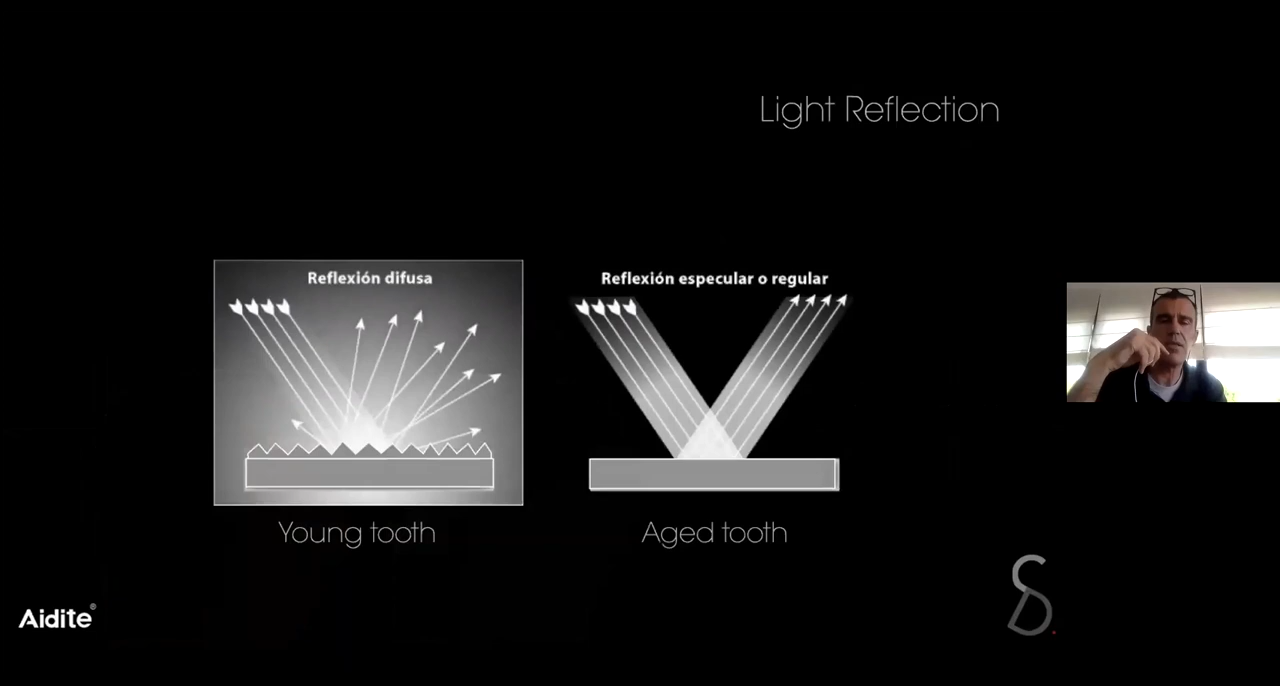 Light Reflection
Reflexión difusa
Reflexión especular o regular
Young tooth
Aged tooth
Aidite®